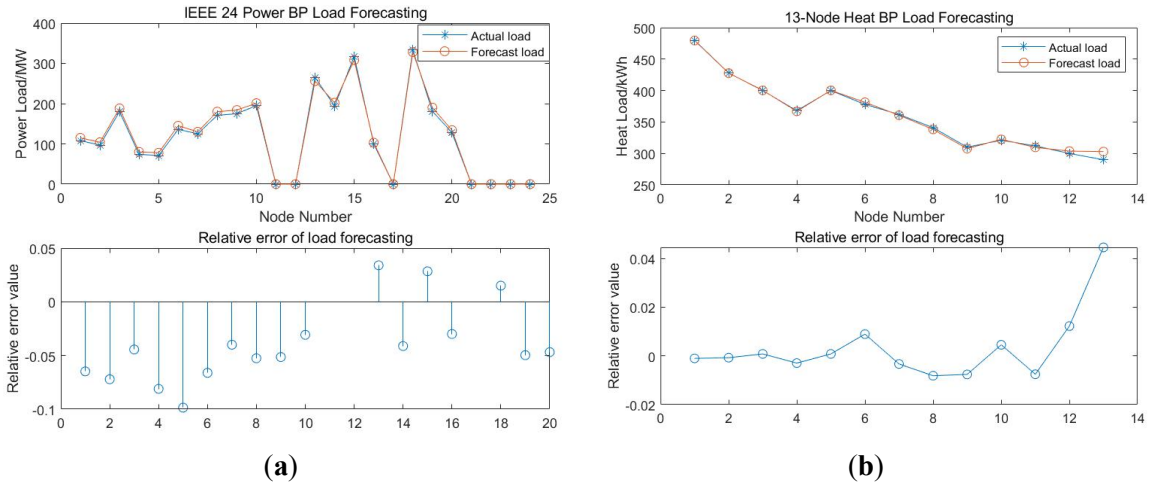 IEEE 24 Power BP Load Forecasting
400
300
200
100
0
Power Load/MW
Actual load
Forecast load
0 5 10 15 20 25
Node Number
Relative error of load forecasting
0.05
0
-0.05
-0.1
Relative error value
0 2 4 6 8 10 12 14 16 18 20
(a)
13-Node Heat BP Load Forecasting
500
450
400
350
300
250
Heat Load/kWh
Actual load
Forecast load
0 2 4 6 8 10 12 14
Node Number
Relative error of load forecasting
0.04
0.02
0
-0.02
Relative error value
0 2 4 6 8 10 12 14
(b)